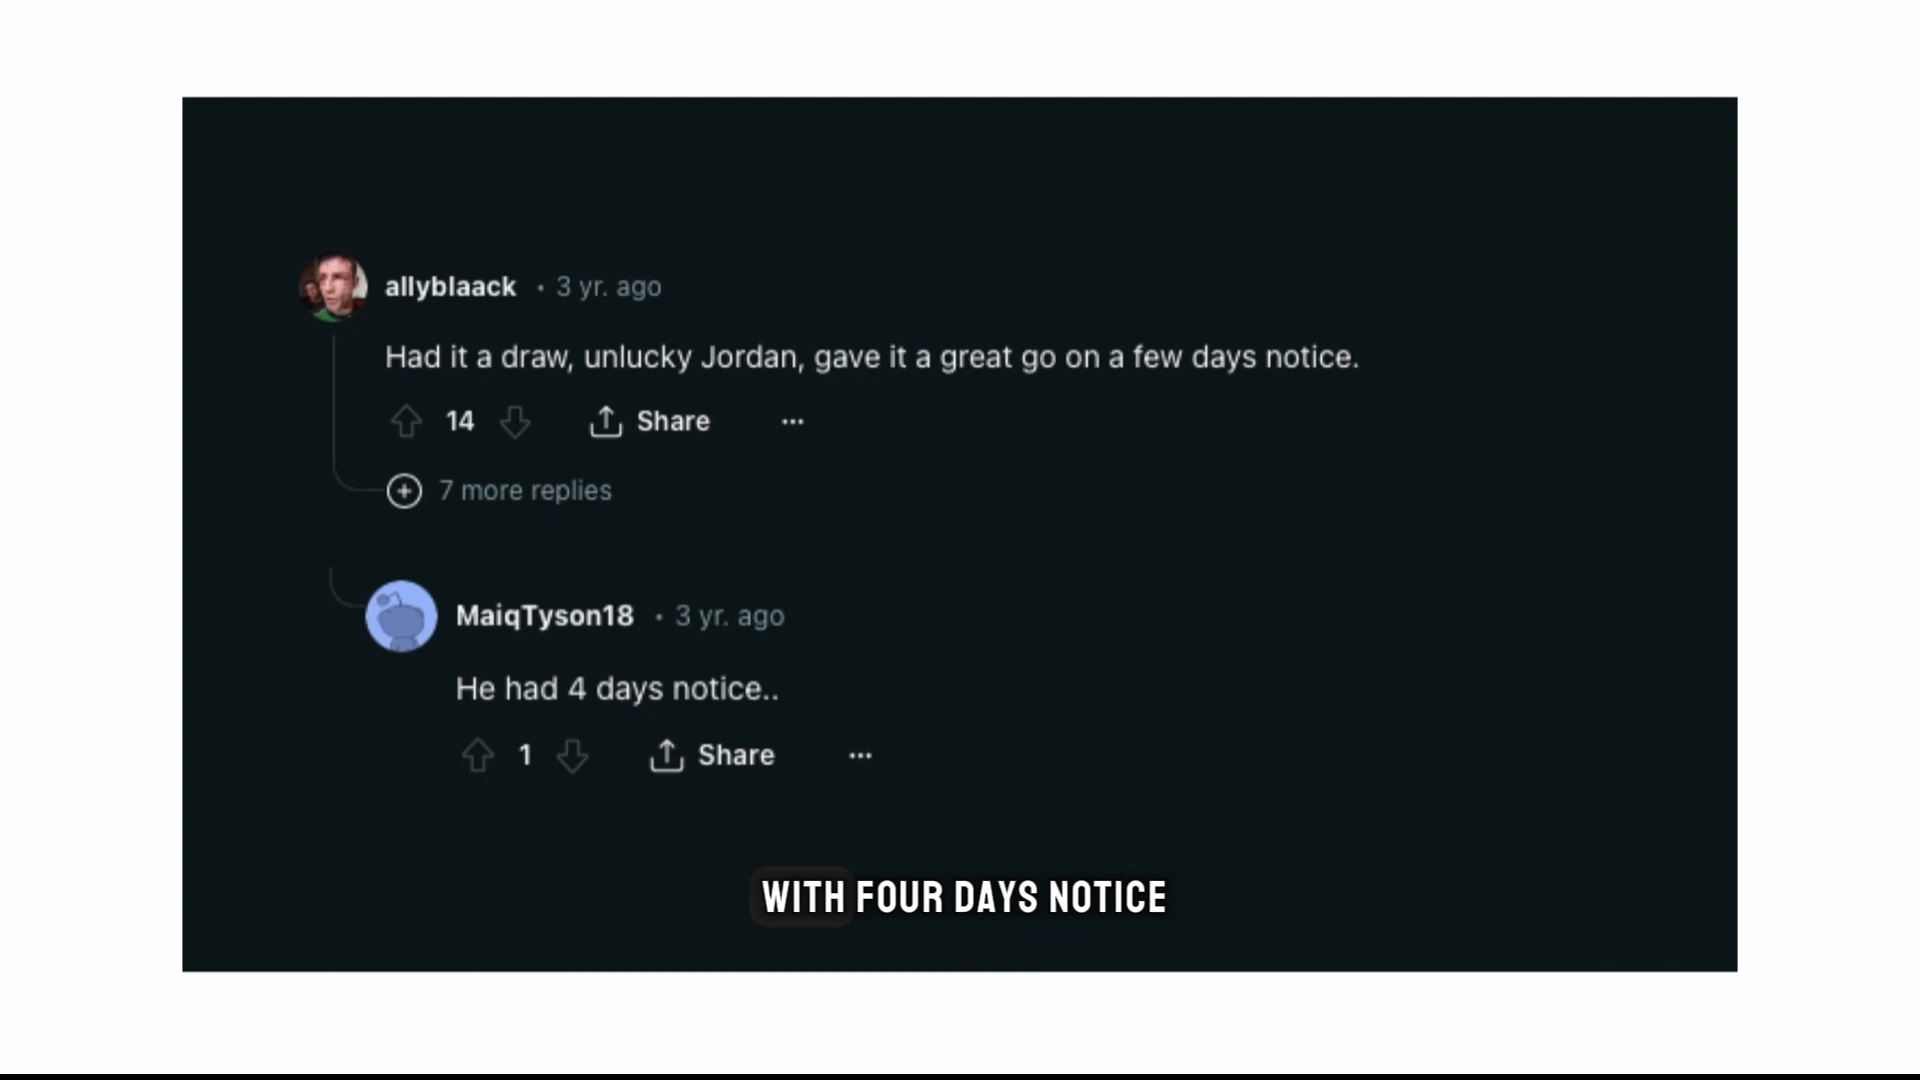 allyblaack • 3 yr. ago
Had it a draw, unlucky Jordan, gave it a great go on a few days notice.
14 Share ...
7 more replies
MaiqTyson18 • 3 yr. ago
He had 4 days notice..
1 Share ...
WITH FOUR DAYS NOTICE